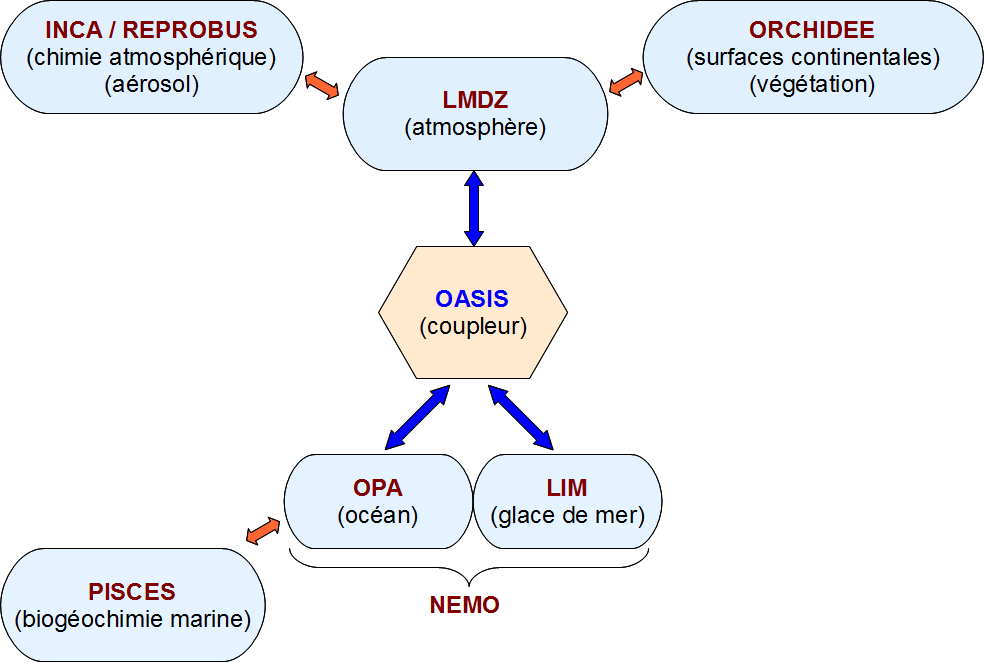 INCA / REPROBUS
(chimie atmosphérique)
(aérosol)
ORCHIDEE
(surfaces continentales)
(végétation)
LMDZ
(atmosphère)
OASIS
(coupleur)
OPA
(océan)
LIM
(glace de mer)
PISCES
(biogéochimie marine)
NEMO